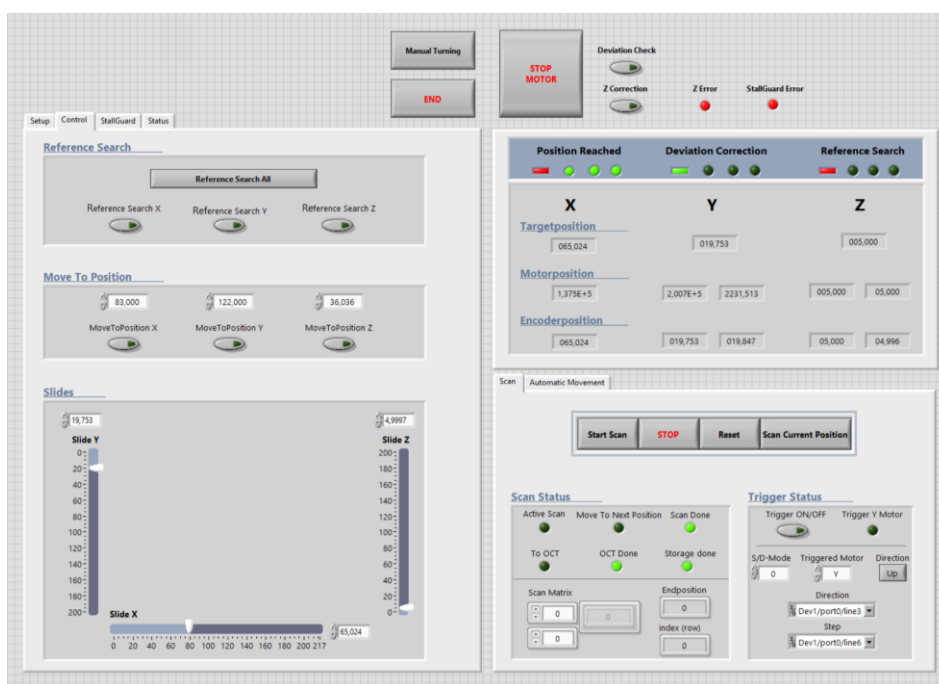 Manual Turning
END
STOP
MOTOR
Deviation Check
Z Correction
Z Error
StallGuard Error
Setup Control StallGuard Status
Reference Search
Reference Search All
Reference Search X Reference Search Y Reference Search Z
Move To Position
83,000 122,000 36,036
MoveToPosition X MoveToPosition Y MoveToPosition Z
Slides
19,753 4,9997
Slide Y
0
20
40
60
80
100
120
140
160
180
200
Slide Z
200
180
160
140
120
100
80
60
40
20
0
Slide X
65,024
0 20 40 60 80 100 120 140 160 180 200 217
Position Reached Deviation Correction Reference Search
X Y Z
Targetposition
065,024 019,753 005,000
Motorposition
1,375E+5 2,007E+5 2231,513 005,000 05,000
Encoderposition
065,024 019,753 019,847 05,000 04,996
Scan Automatic Movement
Start Scan STOP Reset Scan Current Position
Scan Status
Active Scan Move To Next Position Scan Done
To OCT OCT Done Storage done
Scan Matrix
0
0
0
Endposition
0
index (row)
0
Trigger Status
Trigger ON/OFF Trigger Y Motor
S/D-Mode Triggered Motor Direction
0 Y Up
Direction
Dev1/port0/line3
Step
Dev1/port0/line6